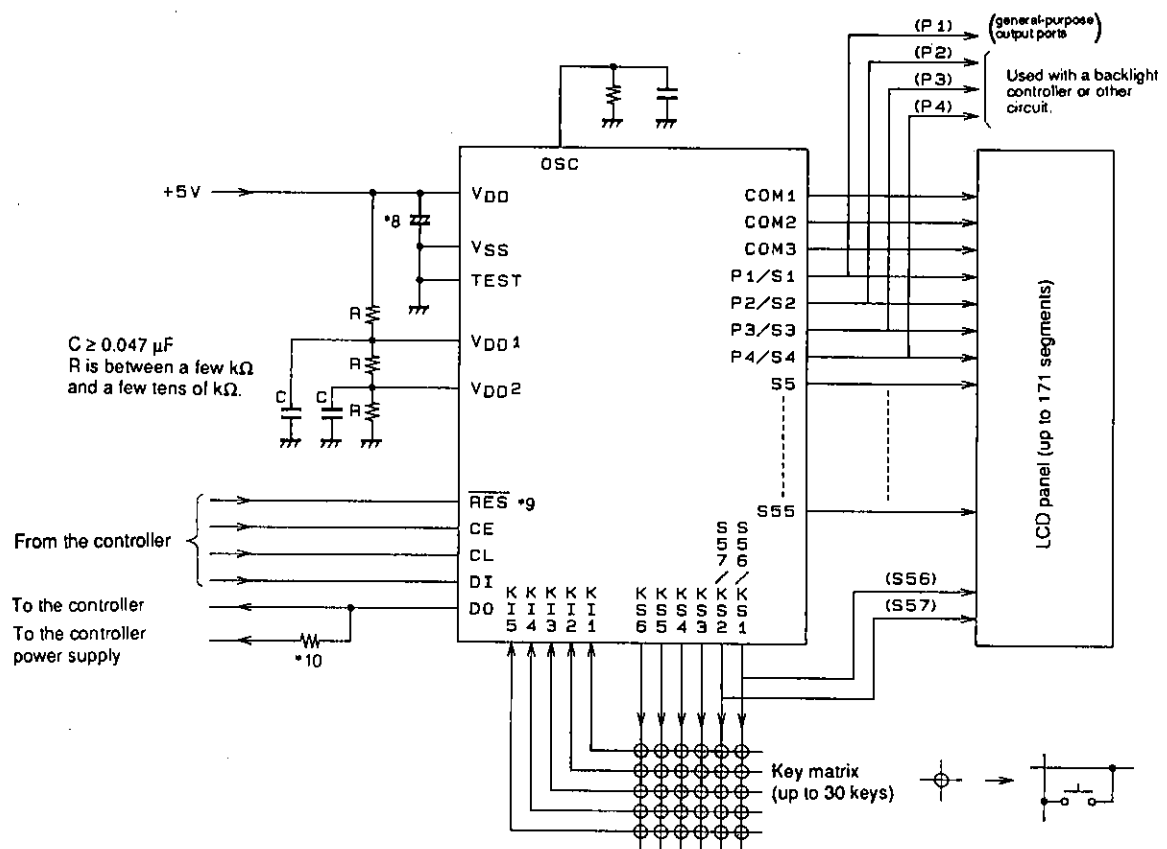 (P1)
(general-purpose
output ports)
(P2)
(P3)
(P4)
Used with a backlight
controller or other
circuit.
OSC
+5V
VDD
*8
VSS
TEST
R
VDD1
R
VDD2
R
C
C
C ≥ 0.047 μF
R is between a few kΩ
and a few tens of kΩ.
COM1
COM2
COM3
P1/S1
P2/S2
P3/S3
P4/S4
S5
S55
LCD panel (up to 171 segments)
From the controller
R̅E̅S̅ *9
CE
CL
DI
DO
To the controller
To the controller
power supply
*10
KI5
KI4
KI3
KI2
KI1
KS6
KS5
KS4
KS3
S57/KS2
S56/KS1
(S56)
(S57)
Key matrix
(up to 30 keys)